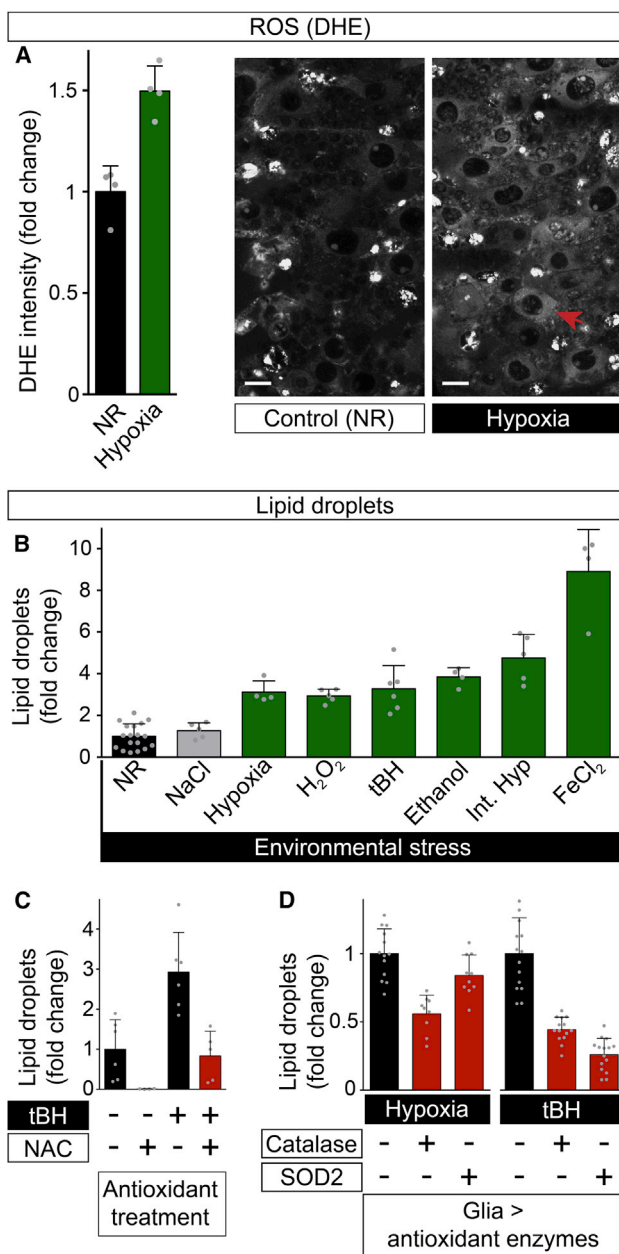 ROS (DHE)
A
DHE intensity (fold change)
1.5
1
0.5
0
NR
Hypoxia
Control (NR)
Hypoxia
Lipid droplets
B
Lipid droplets
(fold change)
10
8
6
4
2
0
NR
NaCl
Hypoxia
H₂O₂
tBH
Ethanol
Int. Hyp
FeCl₂
Environmental stress
C
Lipid droplets
(fold change)
4
3
2
1
0
tBH - - + +
NAC - + - +
Antioxidant
treatment
D
Lipid droplets
(fold change)
1
0.5
0
Hypoxia
tBH
Catalase - + - - + -
SOD2 - - + - - +
Glia >
antioxidant enzymes